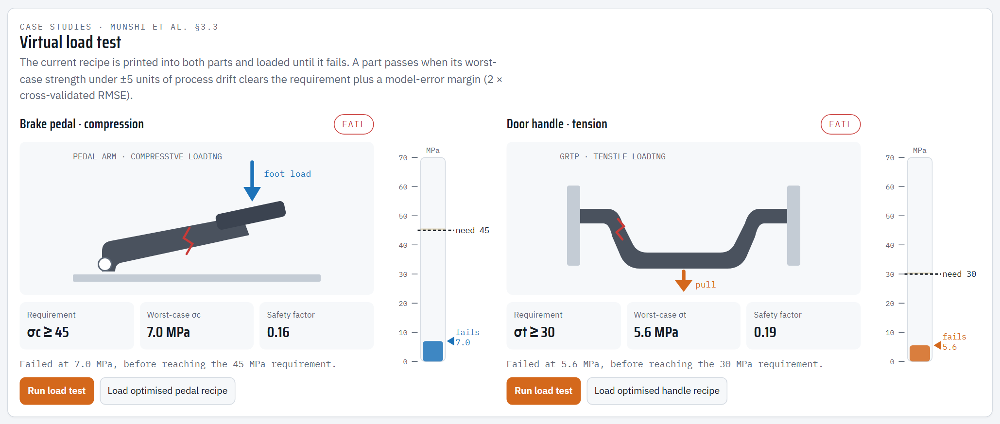 CASE STUDIES · MUNSHI ET AL. §3.3
Virtual load test
The current recipe is printed into both parts and loaded until it fails. A part passes when its worst-
case strength under ±5 units of process drift clears the requirement plus a model-error margin (2 ×
cross-validated RMSE).
Brake pedal · compression
FAIL
PEDAL ARM · COMPRESSIVE LOADING
foot load
MPa
70
60
50
need 45
40
30
20
10
fails
7.0
0
Requirement
σc ≥ 45
Worst-case σc
7.0 MPa
Safety factor
0.16
Failed at 7.0 MPa, before reaching the 45 MPa requirement.
Run load test
Load optimised pedal recipe
Door handle · tension
FAIL
GRIP · TENSILE LOADING
pull
MPa
70
60
50
40
30
need 30
20
10
fails
5.6
0
Requirement
σt ≥ 30
Worst-case σt
5.6 MPa
Safety factor
0.19
Failed at 5.6 MPa, before reaching the 30 MPa requirement.
Run load test
Load optimised handle recipe